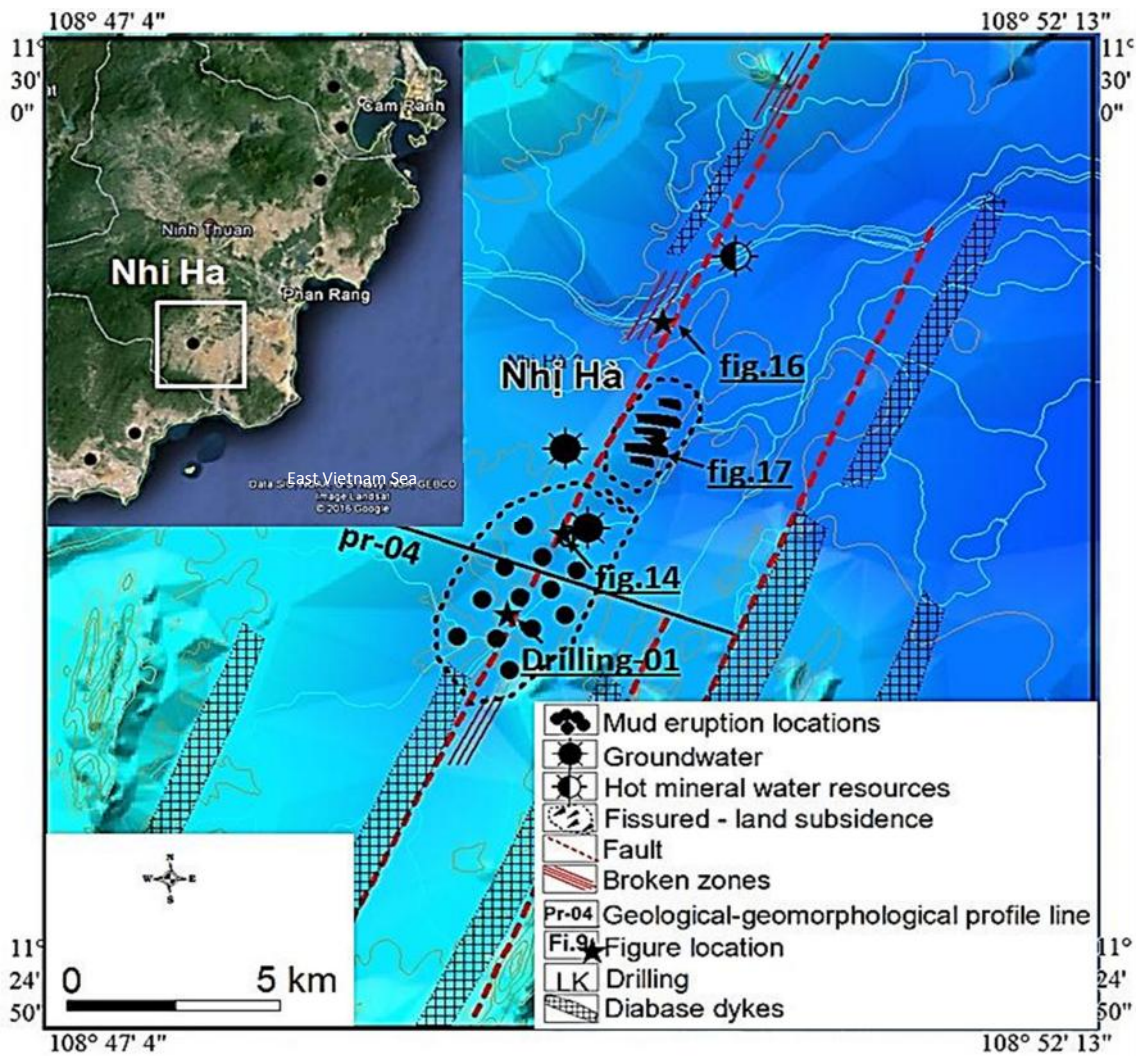 108° 47' 4"
108° 52' 13"
11°
30'
0"
11°
30'
0"
Cam Ranh
Ninh Thuan
Nhi Ha
Phan Rang
East Vietnam Sea
Image Landsat
© 2016 Google
Nhị Hà
fig.16
fig.17
pr-04
fig.14
Drilling-01
Mud eruption locations
Groundwater
Hot mineral water resources
Fissured - land subsidence
Fault
Broken zones
Pr-04 Geological-geomorphological profile line
Fi.9 Figure location
LK Drilling
Diabase dykes
N
W E
S
0 5 km
11°
24'
50"
11°
24'
50"
108° 47' 4"
108° 52' 13"